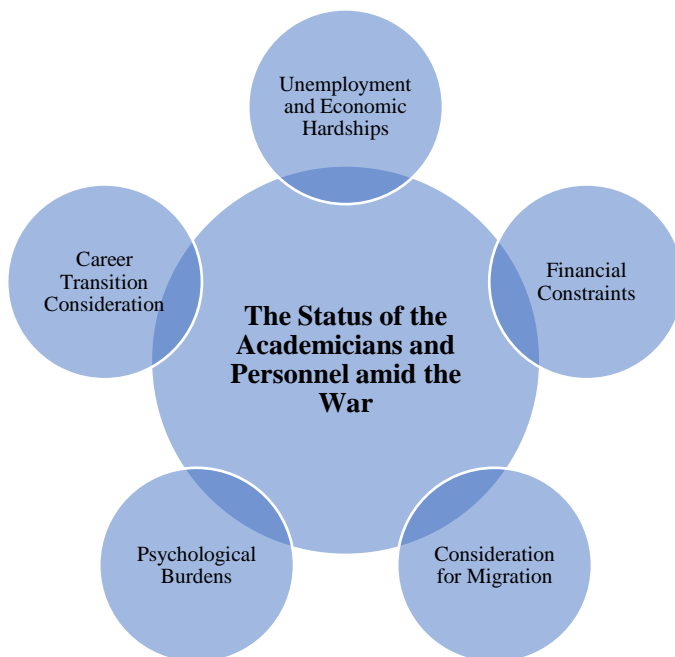 Unemployment
and Economic
Hardships
Financial
Constraints
Consideration
for Migration
Psychological
Burdens
Career
Transition
Consideration
The Status of the
Academicians and
Personnel amid the
War